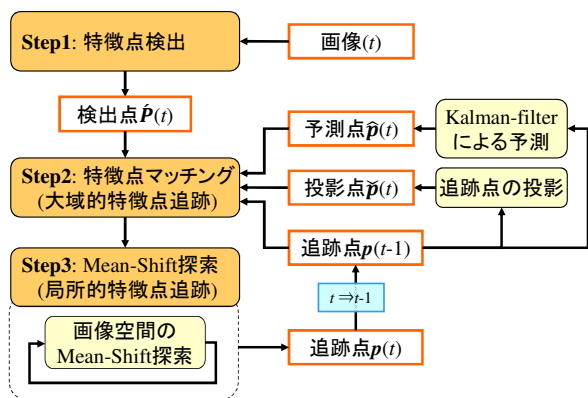 Step1: 特徴点検出
画像(t)
検出点Ṕ(t)
予測点p̂(t)
Kalman-filter
による予測
Step2: 特徴点マッチング
(大域的特徴点追跡)
投影点p̆(t)
追跡点の投影
追跡点p(t-1)
Step3: Mean-Shift探索
(局所的特徴点追跡)
t⇒t-1
画像空間の
Mean-Shift探索
追跡点p(t)